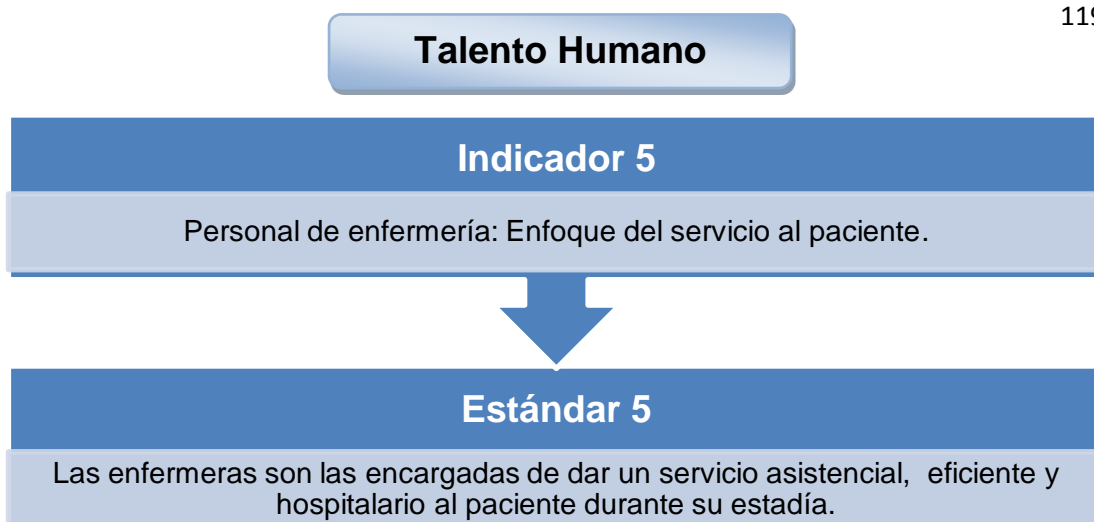 119
Talento Humano
Indicador 5
Personal de enfermería: Enfoque del servicio al paciente.
Estándar 5
Las enfermeras son las encargadas de dar un servicio asistencial, eficiente y
hospitalario al paciente durante su estadía.